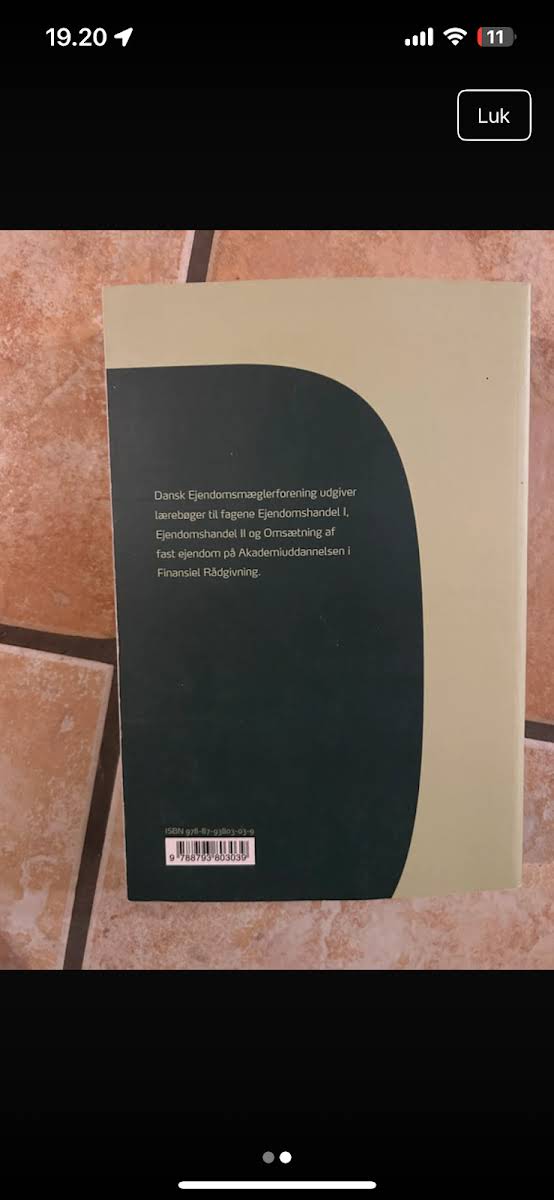 19.20
11
Luk
Dansk Ejendomsmæglerforening udgiver
lærebøger til fagene Ejendomshandel I,
Ejendomshandel II og Omsætning af
fast ejendom på Akademiuddannelsen i
Finansiel Rådgivning.
ISBN 978-87-93803-03-9
9 788793 803039